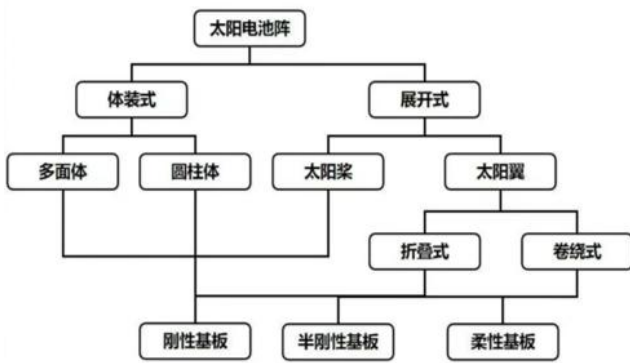 太阳电池阵
体装式
展开式
多面体
圆柱体
太阳桨
太阳翼
折叠式
卷绕式
刚性基板
半刚性基板
柔性基板